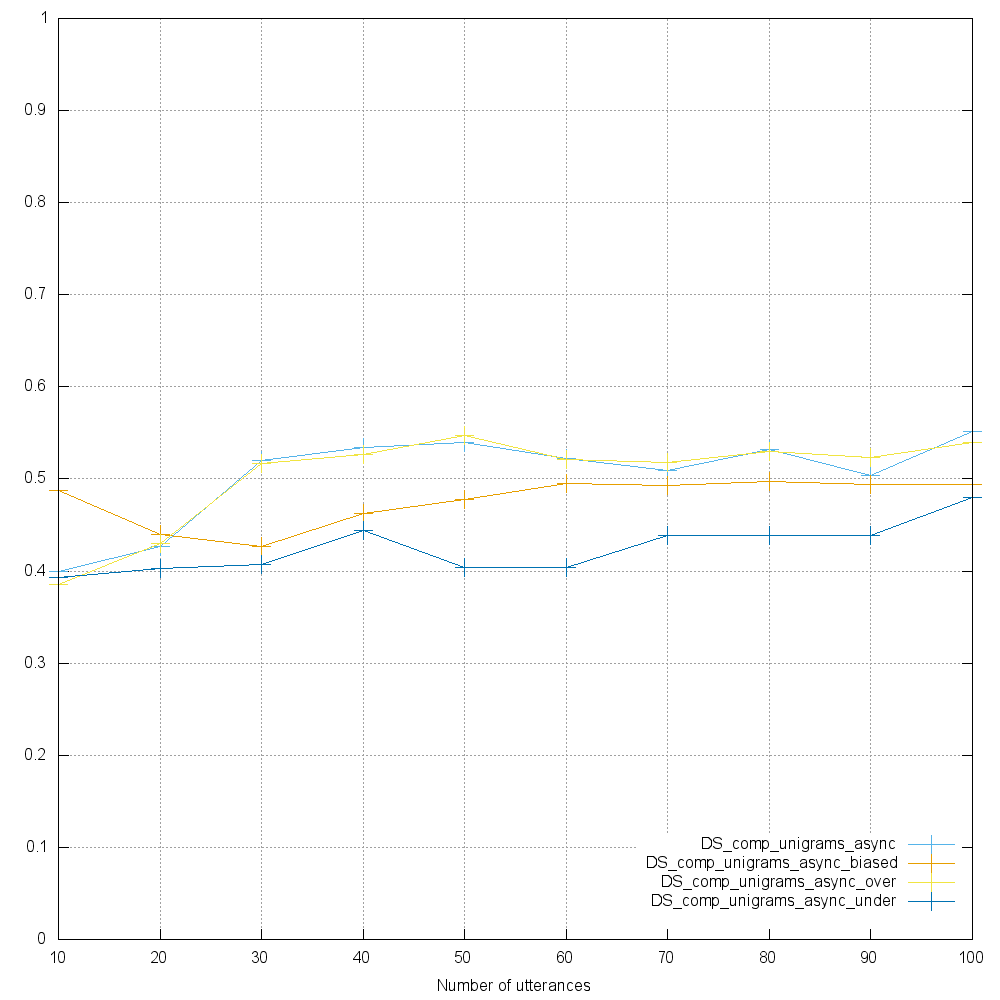 1
0.9
0.8
0.7
0.6
0.5
0.4
0.3
0.2
0.1
0
DS_comp_unigrams_async
DS_comp_unigrams_async_biased
DS_comp_unigrams_async_over
DS_comp_unigrams_async_under
10 20 30 40 50 60 70 80 90 100
Number of utterances